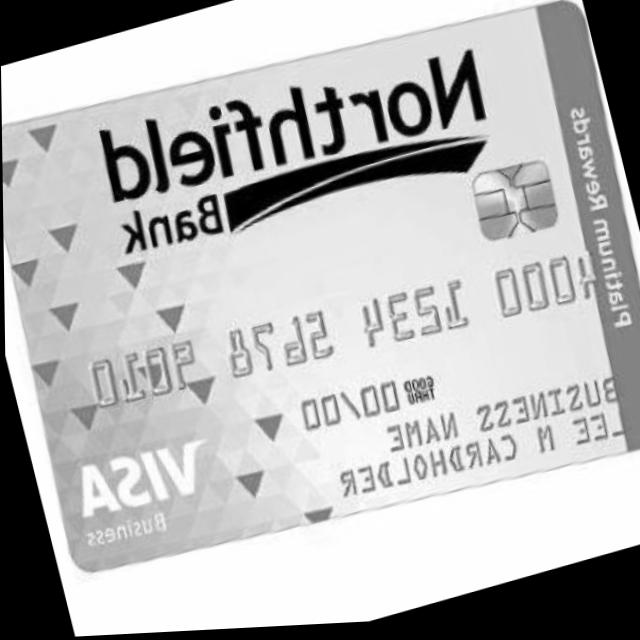 Northfield
Bank
Platinum Rewards
4000 1234 5678 9010
GOOD THRU 00/00
BUSINESS NAME
LEE M CARDHOLDER
VISA
Business